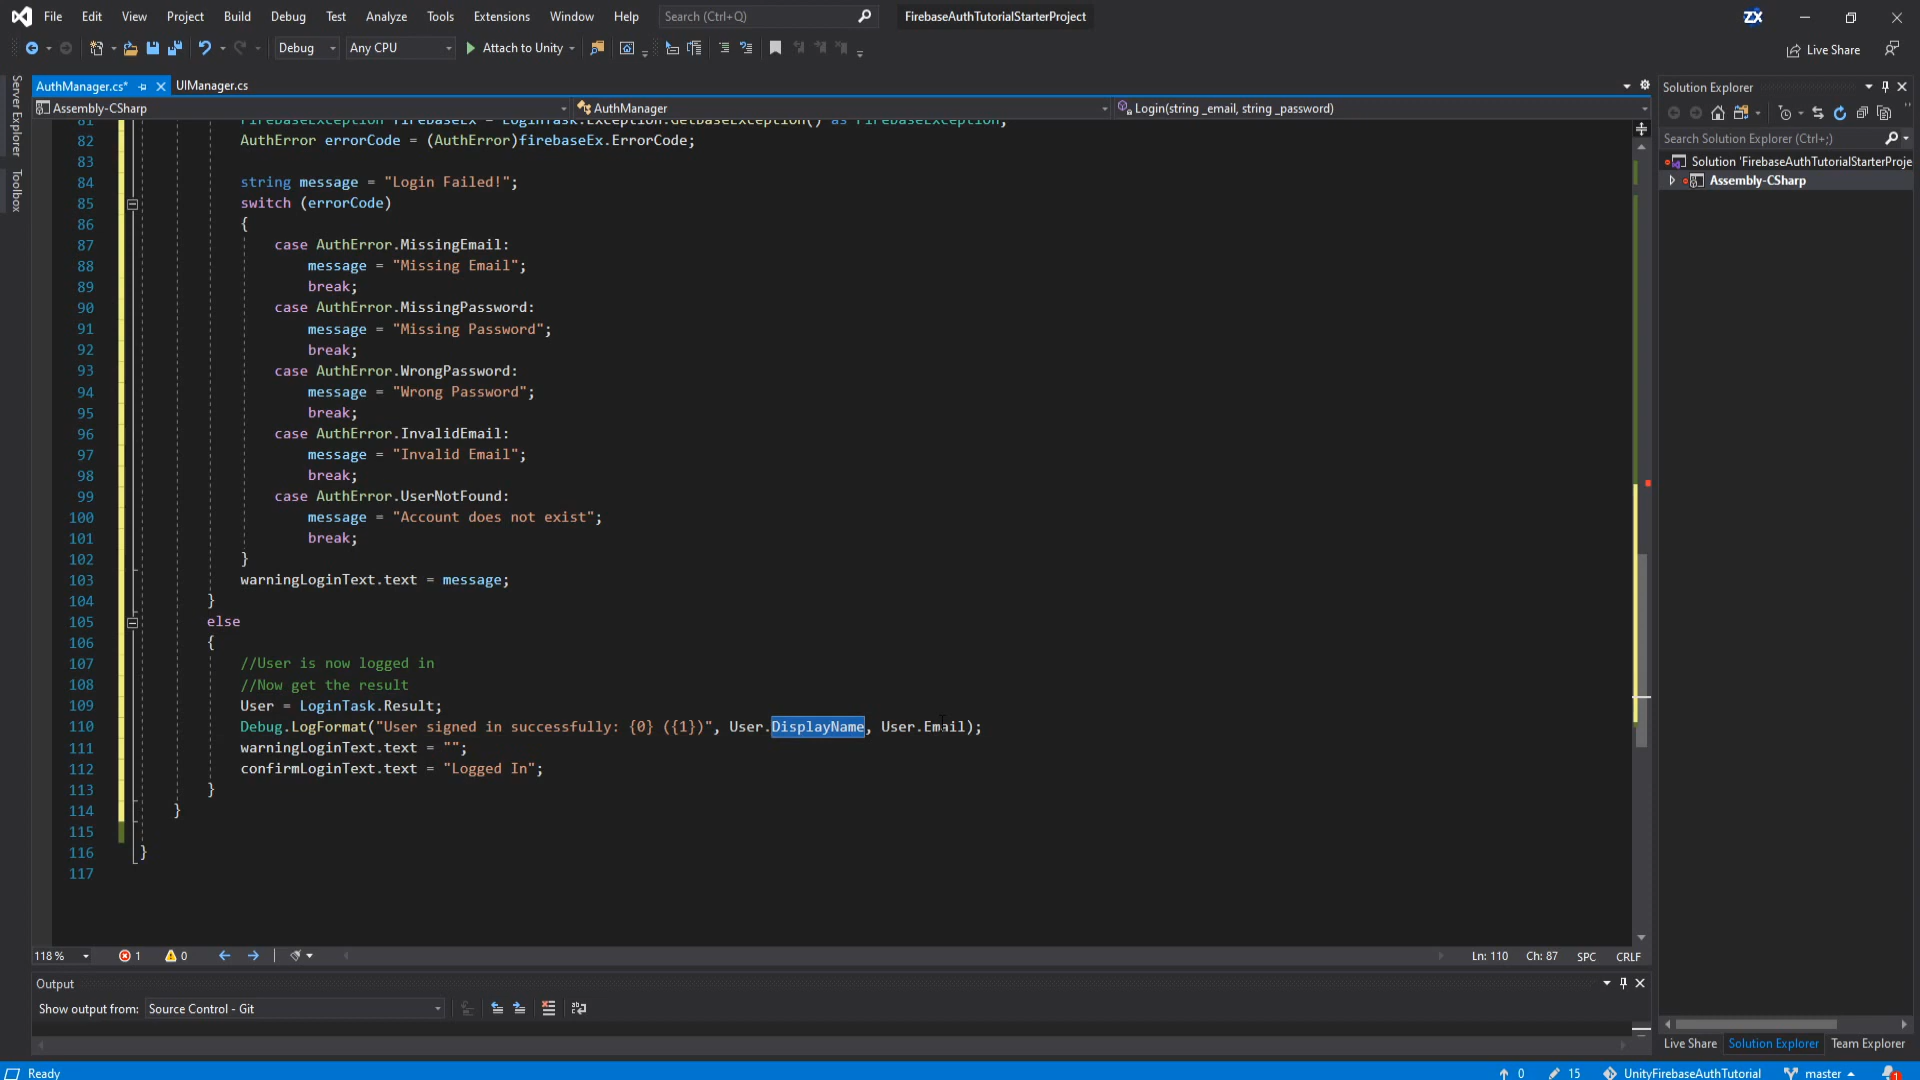 File Edit View Project Build Debug Test Analyze Tools Extensions Window Help Search (Ctrl+Q) FirebaseAuthTutorialStarterProject ZX
Debug Any CPU Attach to Unity Live Share
AuthManager.cs* UIManager.cs
Assembly-CSharp AuthManager Login(string _email, string _password)
Server Explorer
Toolbox
81 FirebaseException firebaseEx = LoginTask.Exception.GetBaseException() as FirebaseException;
82 AuthError errorCode = (AuthError)firebaseEx.ErrorCode;
83
84 string message = "Login Failed!";
85 switch (errorCode)
86 {
87 case AuthError.MissingEmail:
88 message = "Missing Email";
89 break;
90 case AuthError.MissingPassword:
91 message = "Missing Password";
92 break;
93 case AuthError.WrongPassword:
94 message = "Wrong Password";
95 break;
96 case AuthError.InvalidEmail:
97 message = "Invalid Email";
98 break;
99 case AuthError.UserNotFound:
100 message = "Account does not exist";
101 break;
102 }
103 warningLoginText.text = message;
104 }
105 else
106 {
107 //User is now logged in
108 //Now get the result
109 User = LoginTask.Result;
110 Debug.LogFormat("User signed in successfully: {0} ({1})", User.DisplayName, User.Email);
111 warningLoginText.text = "";
112 confirmLoginText.text = "Logged In";
113 }
114 }
115
116 }
117
118 % 1 0 Ln: 110 Ch: 87 SPC CRLF
Output
Show output from: Source Control - Git
Solution Explorer
Search Solution Explorer (Ctrl+;)
Solution 'FirebaseAuthTutorialStarterProje
Assembly-CSharp
Live Share Solution Explorer Team Explorer
Ready 0 15 UnityFirebaseAuthTutorial master 1